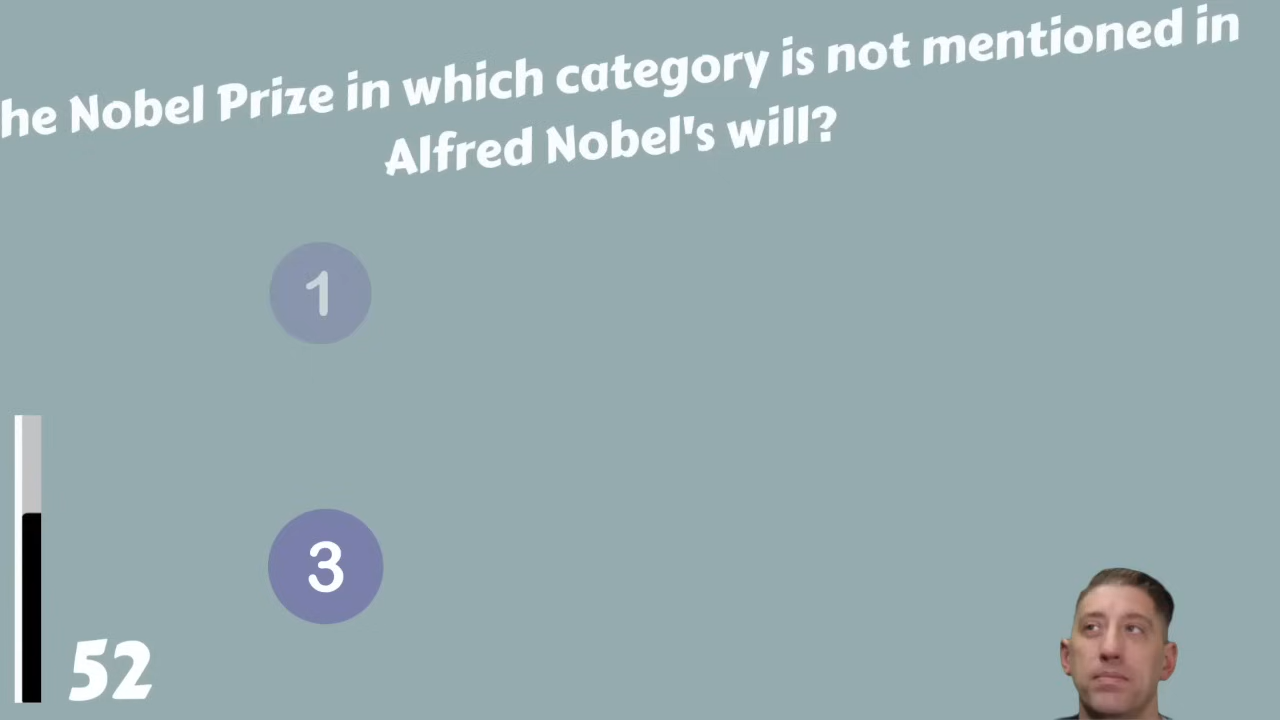 he Nobel Prize in which category is not mentioned in
Alfred Nobel's will?
1
3
52